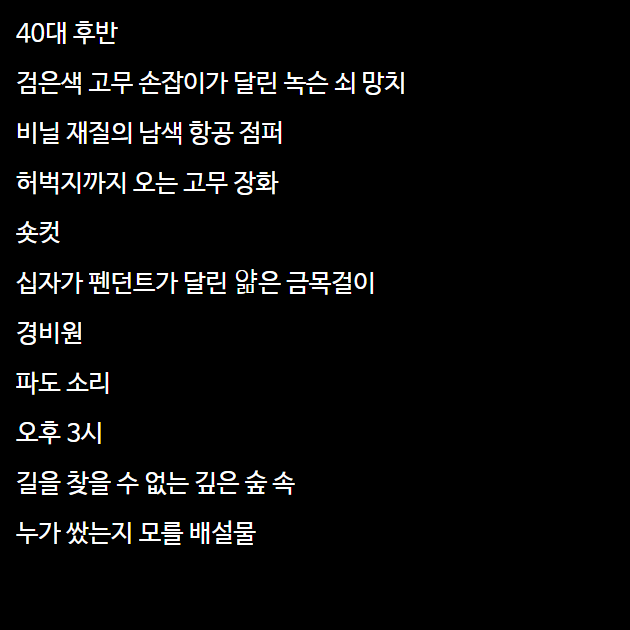 40대 후반
검은색 고무 손잡이가 달린 녹슨 쇠 망치
비닐 재질의 남색 항공 점퍼
허벅지까지 오는 고무 장화
숏컷
십자가 펜던트가 달린 얇은 금목걸이
경비원
파도 소리
오후 3시
길을 찾을 수 없는 깊은 숲 속
누가 쌌는지 모를 배설물